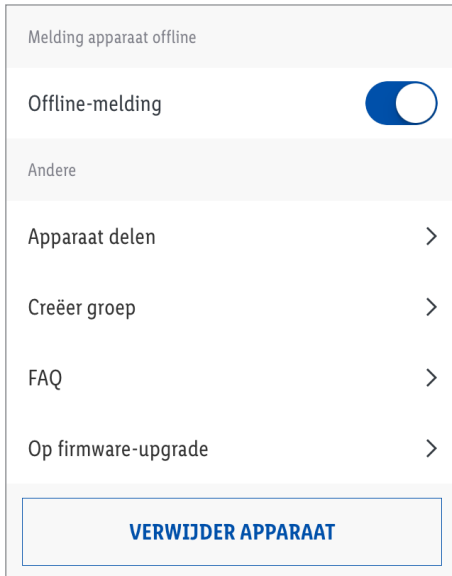 Melding apparaat offline
Offline-melding
Andere
Apparaat delen
Creëer groep
FAQ
Op firmware-upgrade
VERWIJDER APPARAAT